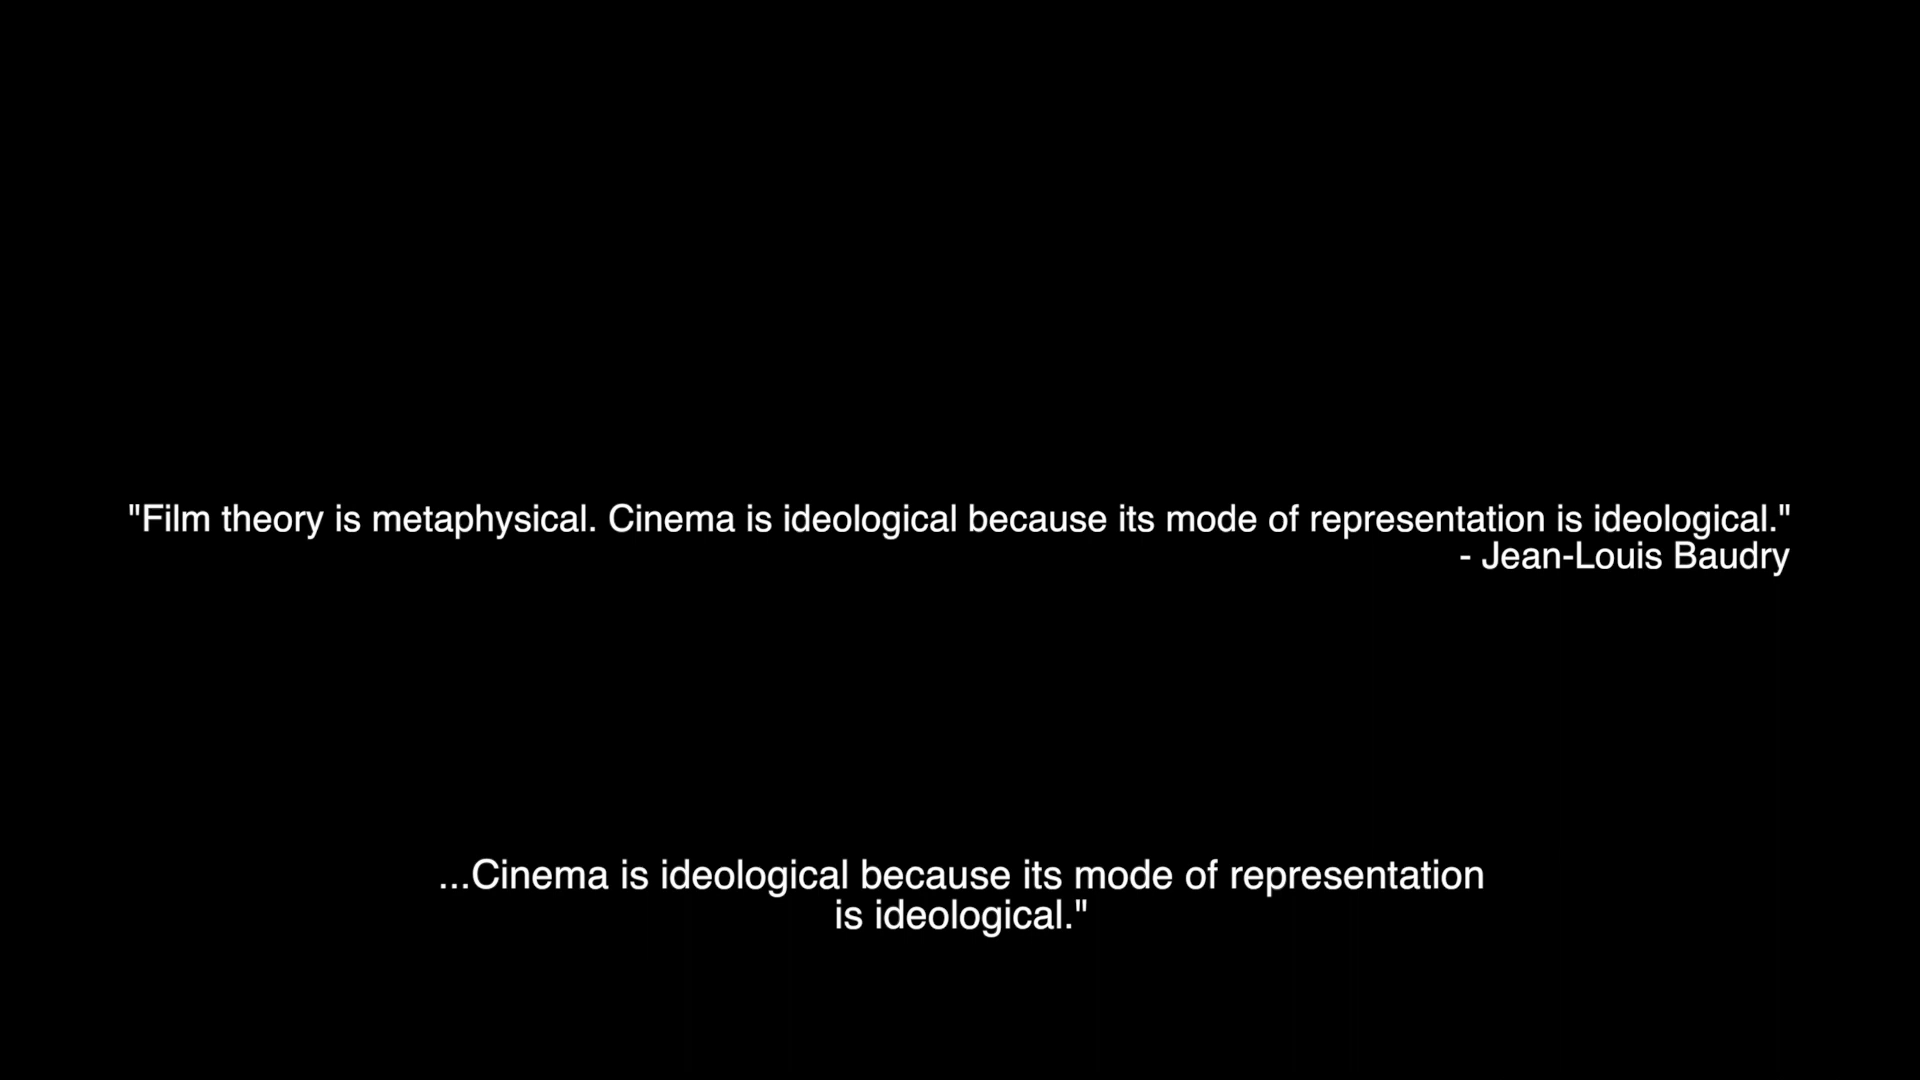 "Film theory is metaphysical. Cinema is ideological because its mode of representation is ideological."
- Jean-Louis Baudry
...Cinema is ideological because its mode of representation
is ideological."